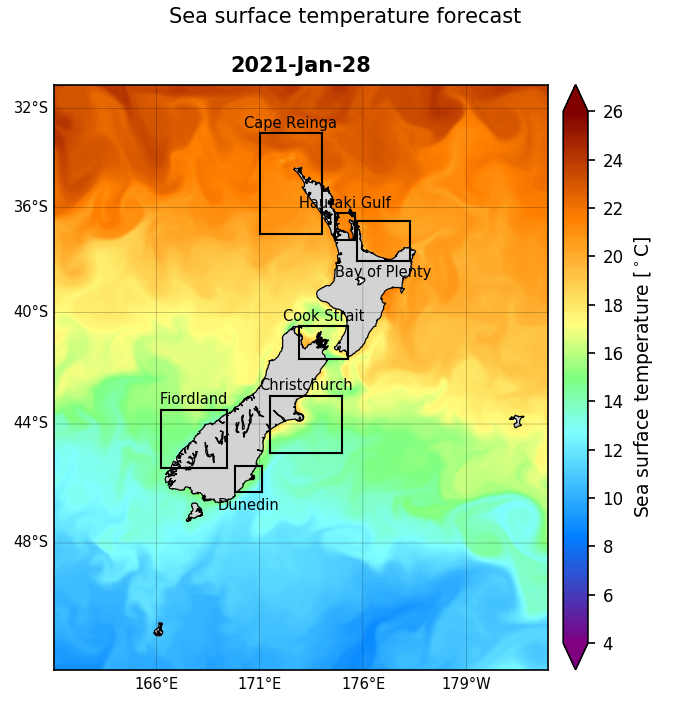 Sea surface temperature forecast
2021-Jan-28
32°S
36°S
40°S
44°S
48°S
Cape Reinga
Hauraki Gulf
Bay of Plenty
Cook Strait
Christchurch
Fiordland
Dunedin
166°E
171°E
176°E
179°W
26
24
22
20
18
16
14
12
10
8
6
4
Sea surface temperature [°C]